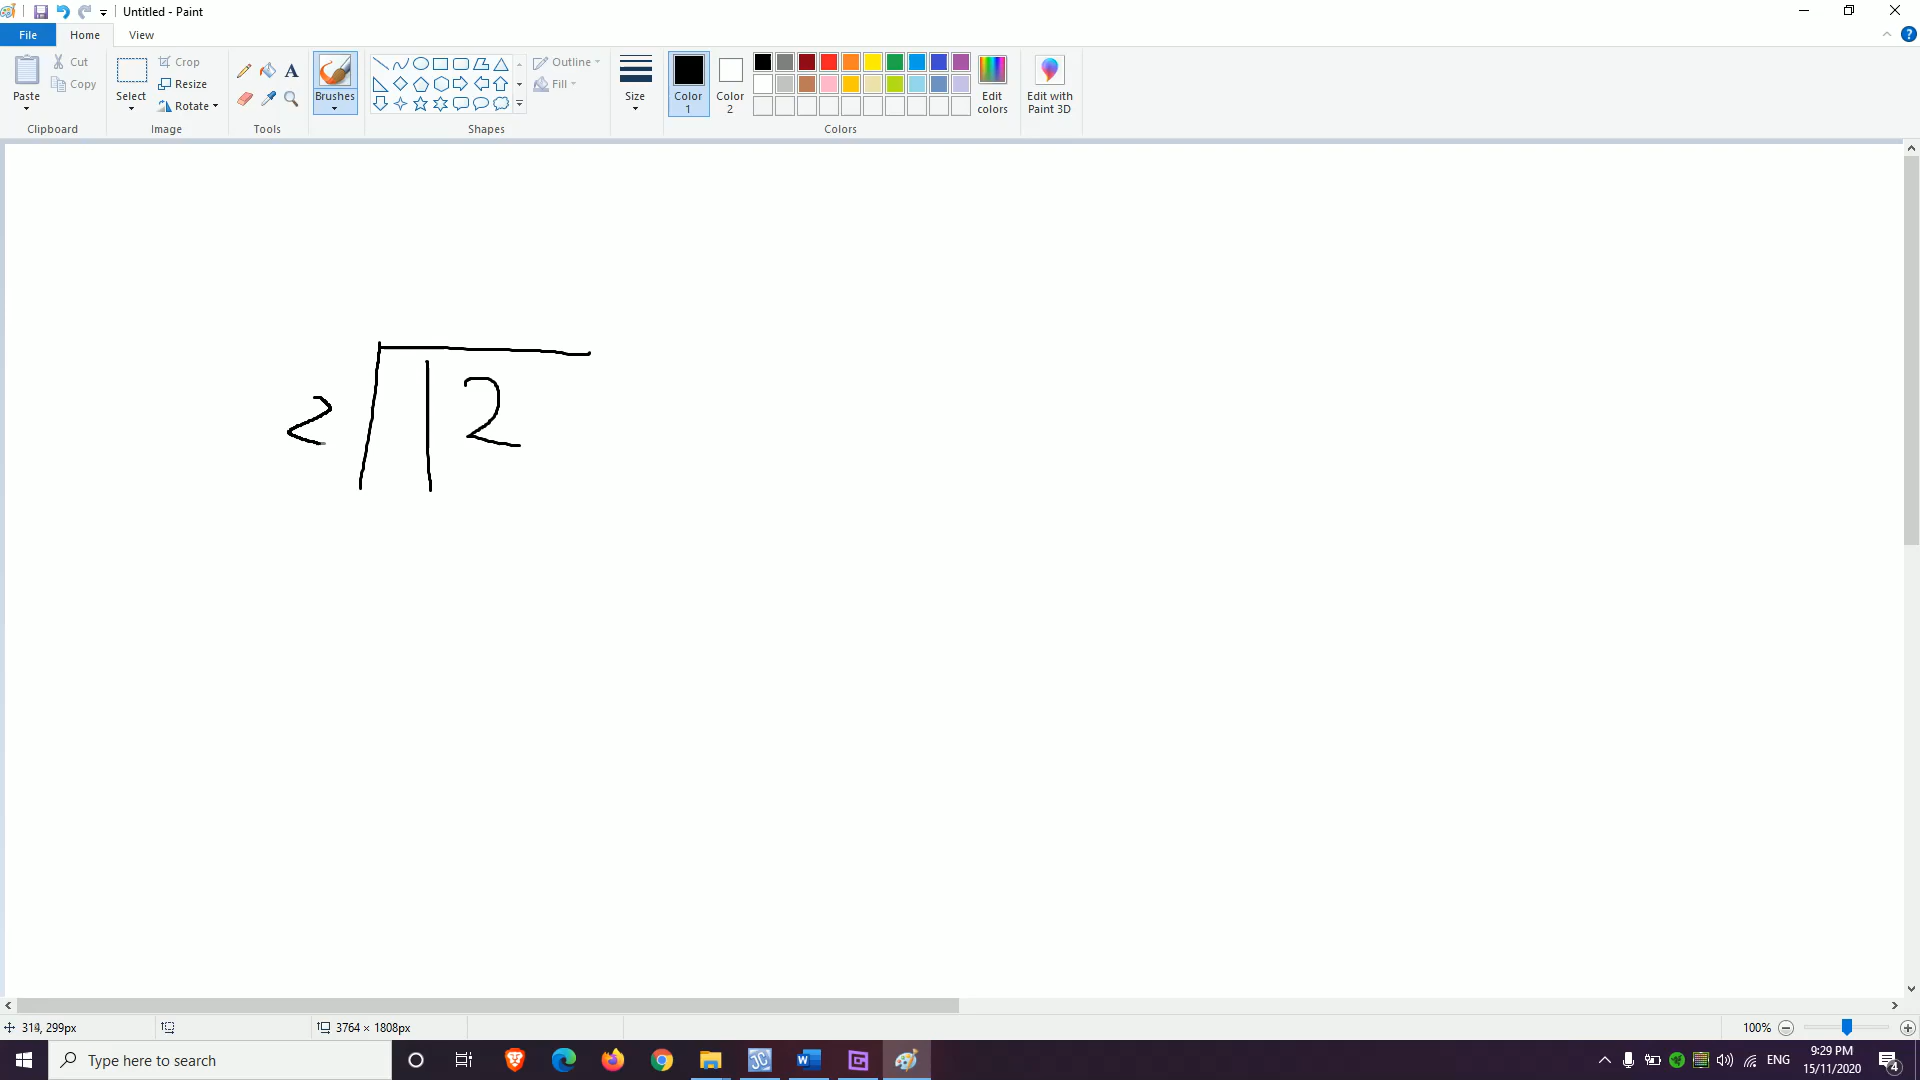 Untitled - Paint
File Home View
Paste
Cut
Copy
Clipboard
Select
Crop
Resize
Rotate
Image
A
Tools
Brushes
Shapes
Outline
Fill
Size
Color 1
Color 2
Edit colors
Colors
Edit with Paint 3D
2 12
314, 299px
3764 × 1808px
100%
Type here to search
ENG
9:29 PM
15/11/2020
4